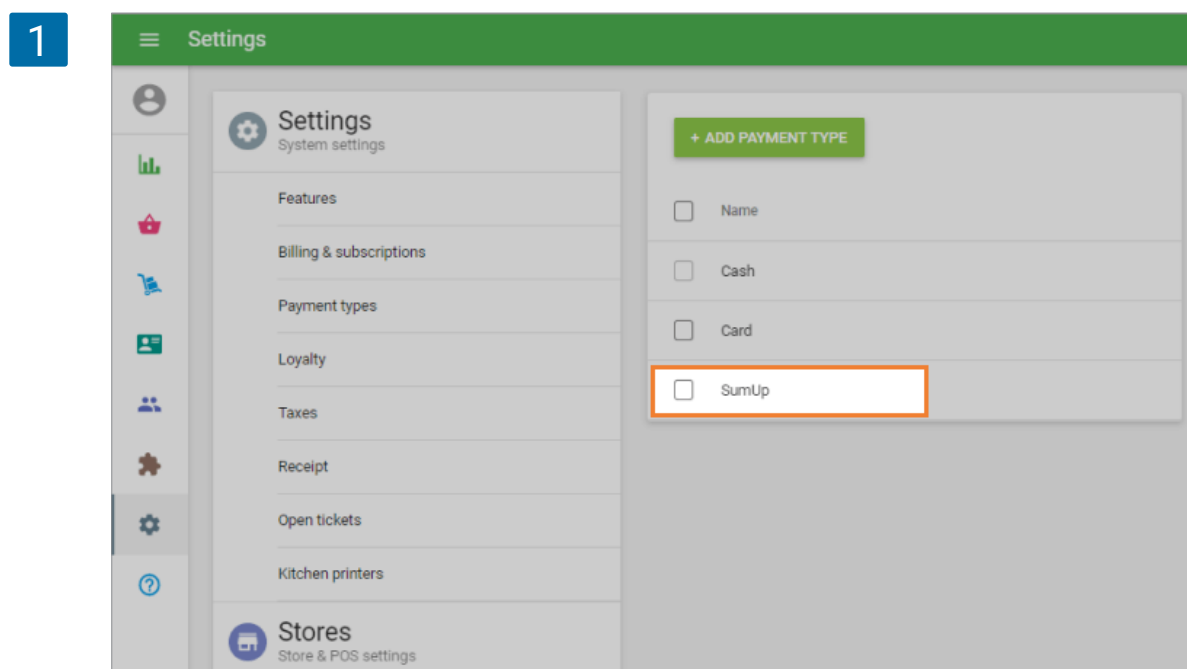 1
Settings
Settings
System settings
Features
Billing & subscriptions
Payment types
Loyalty
Taxes
Receipt
Open tickets
Kitchen printers
Stores
Store & POS settings
+ ADD PAYMENT TYPE
Name
Cash
Card
SumUp